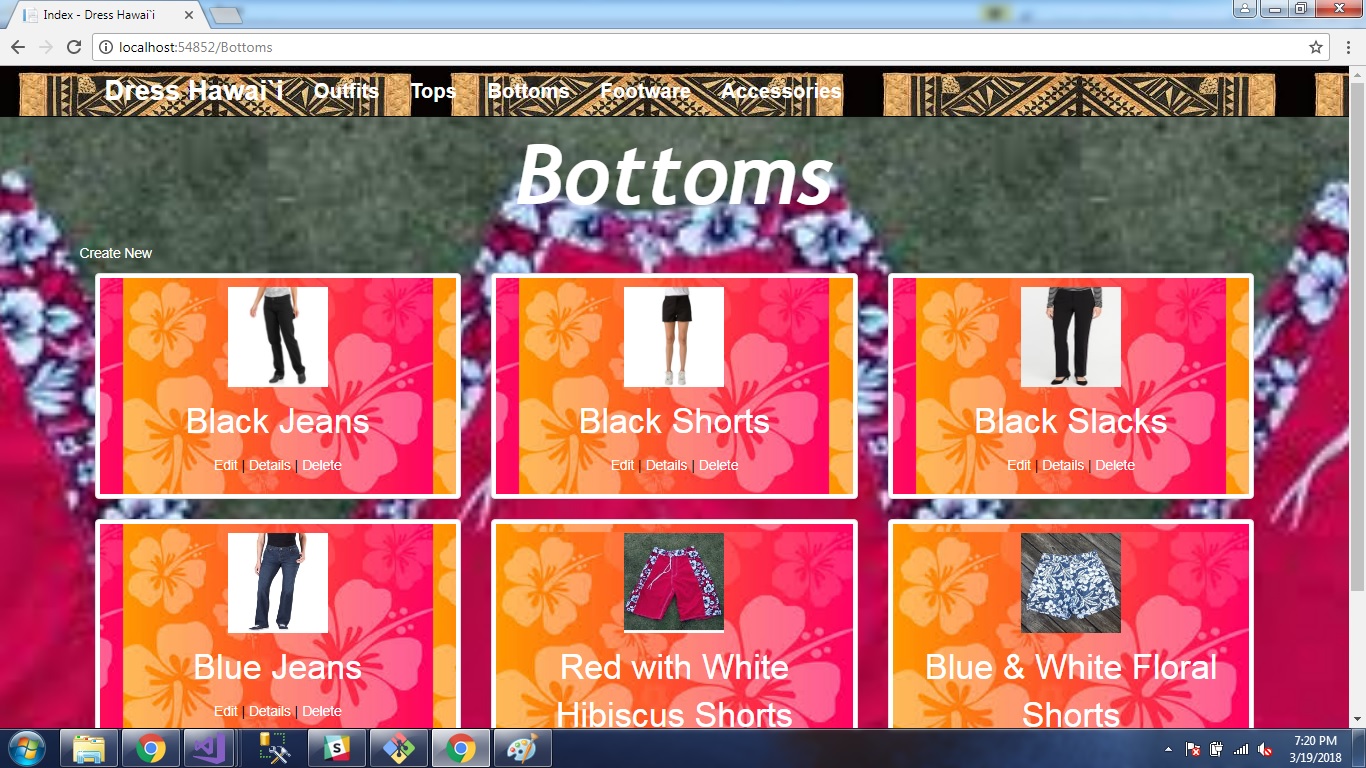 Index - Dress Hawai`i
localhost:54852/Bottoms
Dress Hawai`i Outfits Tops Bottoms Footware Accessories
Bottoms
Create New
Black Jeans
Edit | Details | Delete
Black Shorts
Edit | Details | Delete
Black Slacks
Edit | Details | Delete
Blue Jeans
Edit | Details | Delete
Red with White
Hibiscus Shorts
Blue & White Floral
Shorts
7:20 PM
3/19/2018